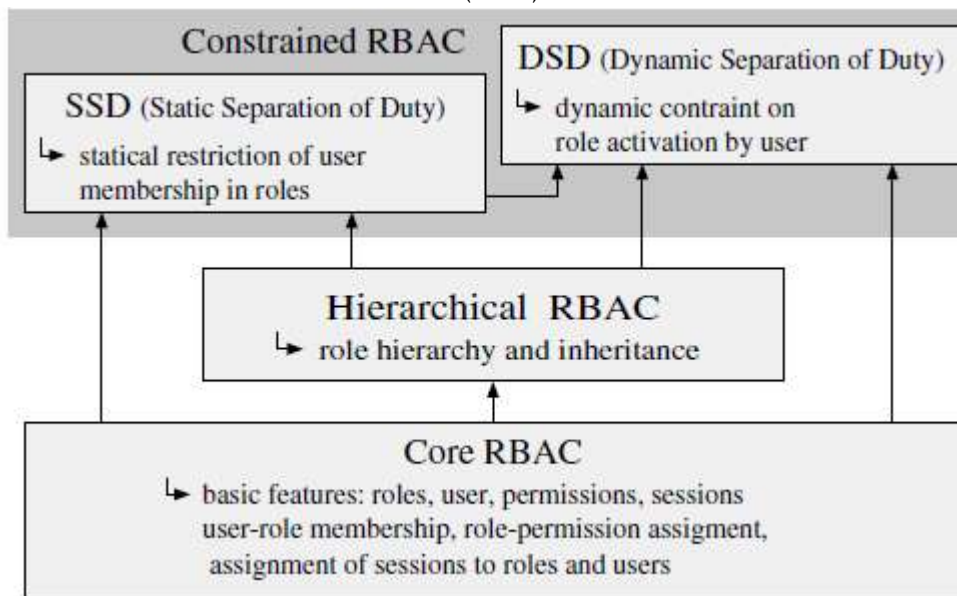 Constrained RBAC
DSD (Dynamic Separation of Duty)
dynamic contraint on
role activation by user
SSD (Static Separation of Duty)
statical restriction of user
membership in roles
Hierarchical RBAC
role hierarchy and inheritance
Core RBAC
basic features: roles, user, permissions, sessions
user-role membership, role-permission assigment,
assignment of sessions to roles and users